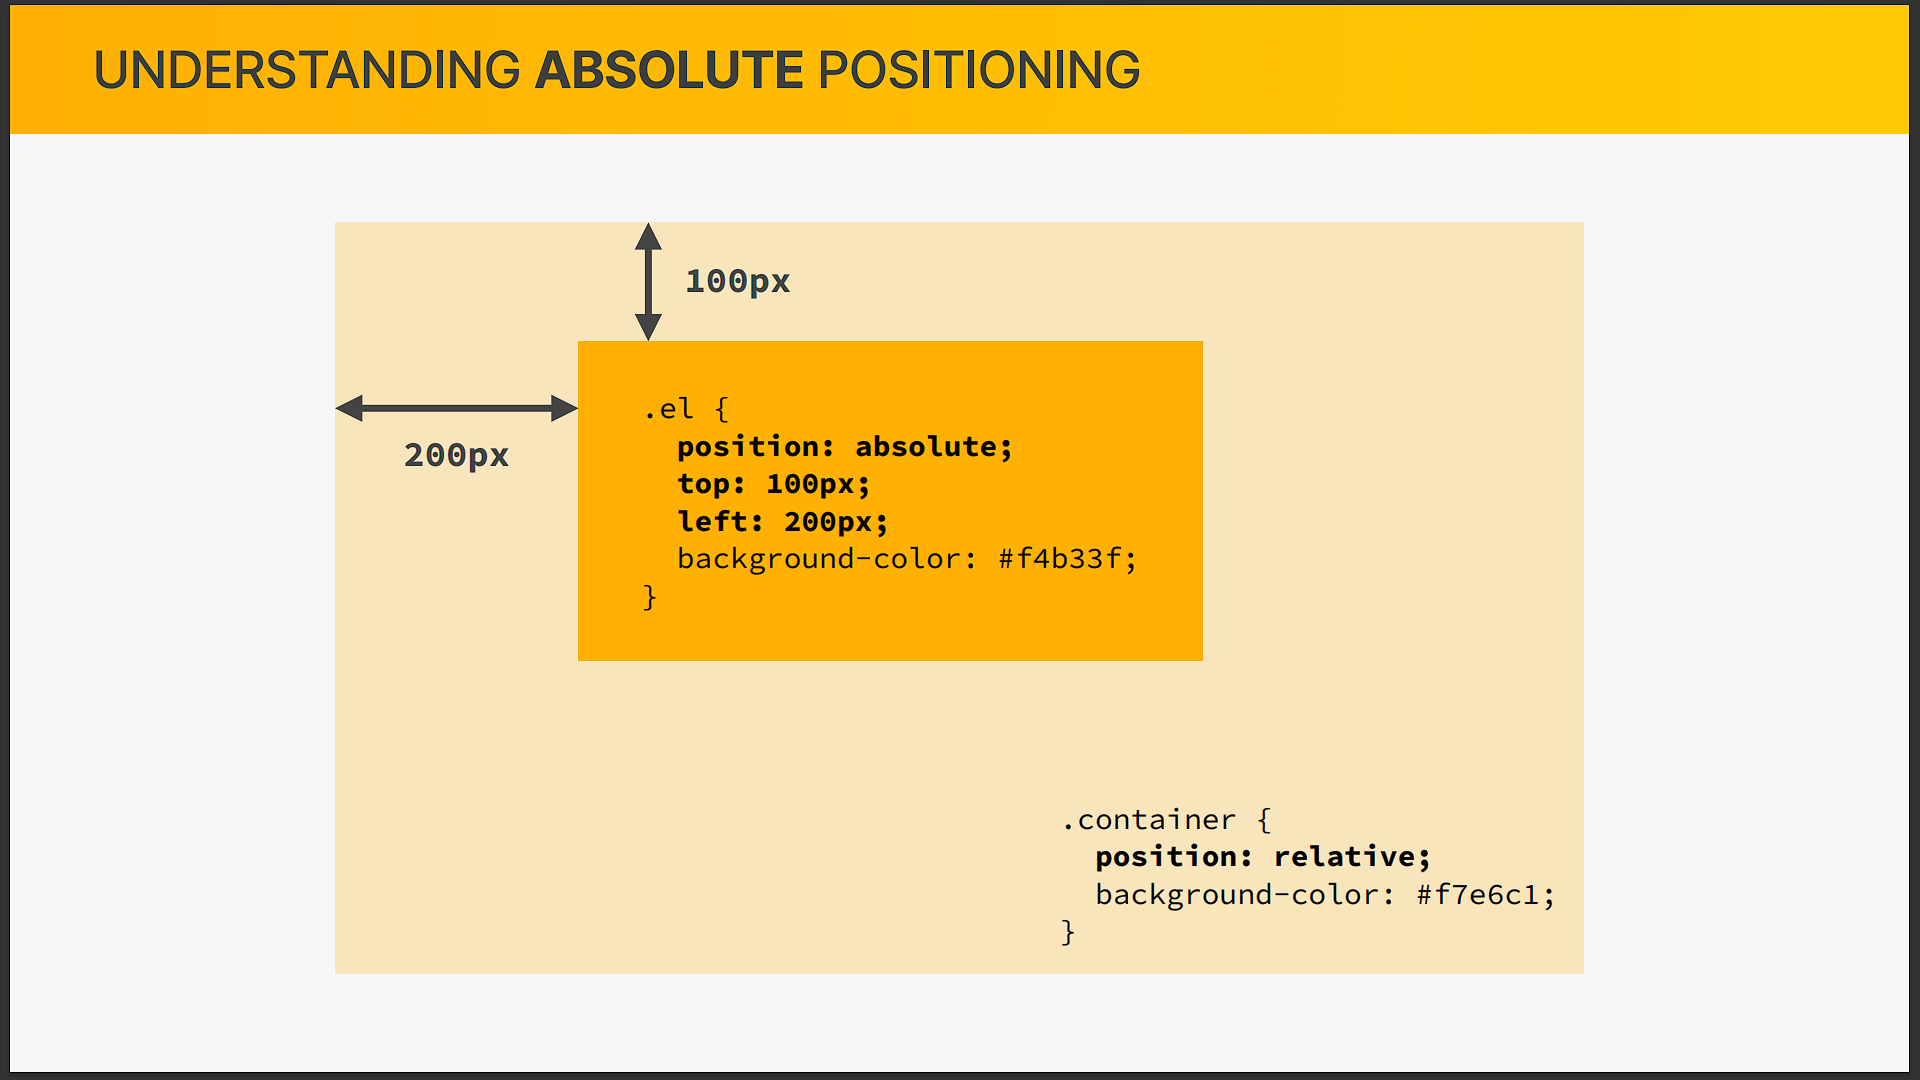 UNDERSTANDING ABSOLUTE POSITIONING
100px
200px
.el {
  position: absolute;
  top: 100px;
  left: 200px;
  background-color: #f4b33f;
}
.container {
  position: relative;
  background-color: #f7e6c1;
}